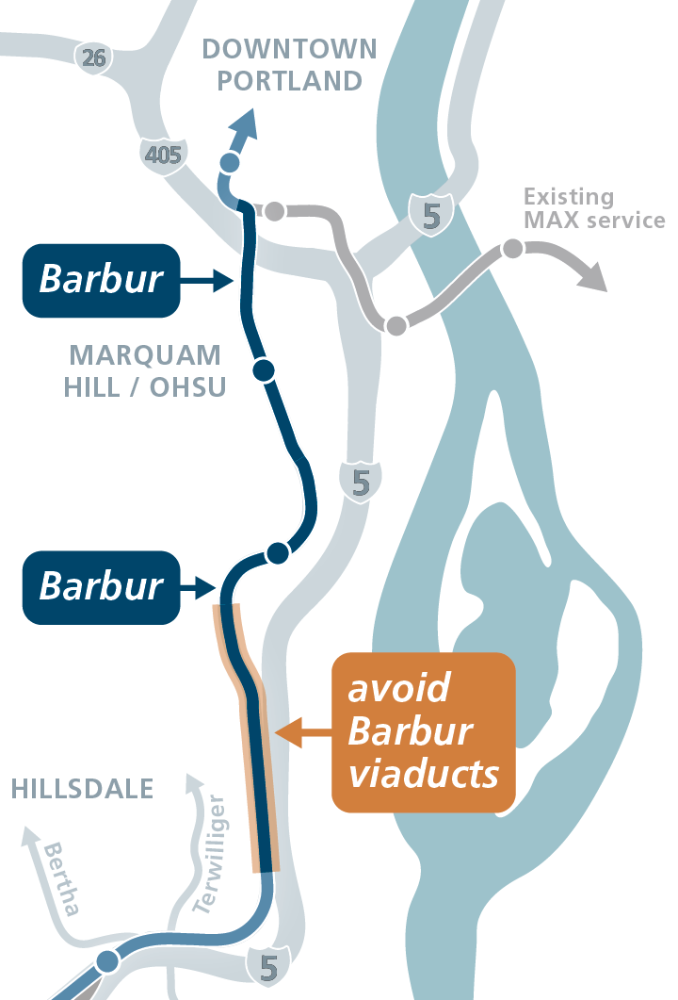 DOWNTOWN
PORTLAND
26
405
Existing
MAX service
5
Barbur
MARQUAM
HILL / OHSU
5
Barbur
avoid
Barbur
viaducts
HILLSDALE
Terwilliger
Bertha
5